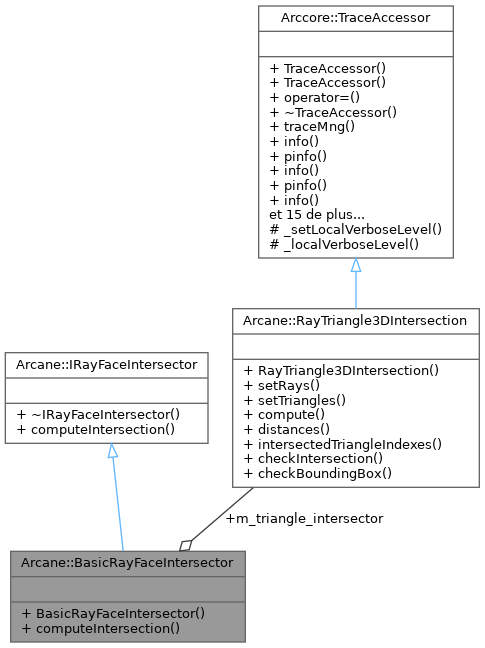 Arccore::TraceAccessor
+ TraceAccessor()
+ TraceAccessor()
+ operator=()
+ ~TraceAccessor()
+ traceMng()
+ info()
+ pinfo()
+ info()
+ pinfo()
+ info()
et 15 de plus...
# _setLocalVerboseLevel()
# _localVerboseLevel()
Arcane::RayTriangle3DIntersection
+ RayTriangle3DIntersection()
+ setRays()
+ setTriangles()
+ compute()
+ distances()
+ intersectedTriangleIndexes()
+ checkIntersection()
+ checkBoundingBox()
Arcane::IRayFaceIntersector
+ ~IRayFaceIntersector()
+ computeIntersection()
+m_triangle_intersector
Arcane::BasicRayFaceIntersector
+ BasicRayFaceIntersector()
+ computeIntersection()